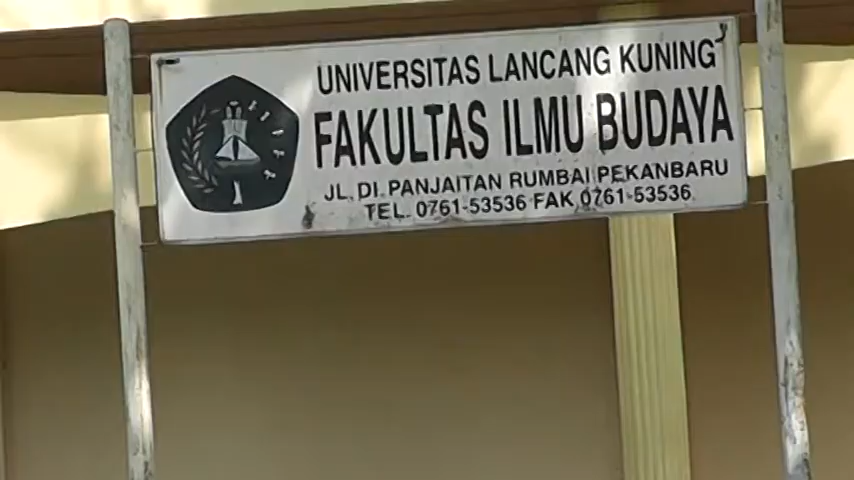 UNIVERSITAS LANCANG KUNING
FAKULTAS ILMU BUDAYA
JL. DI. PANJAITAN RUMBAI PEKANBARU
TEL. 0761-53536 FAK 0761-53536